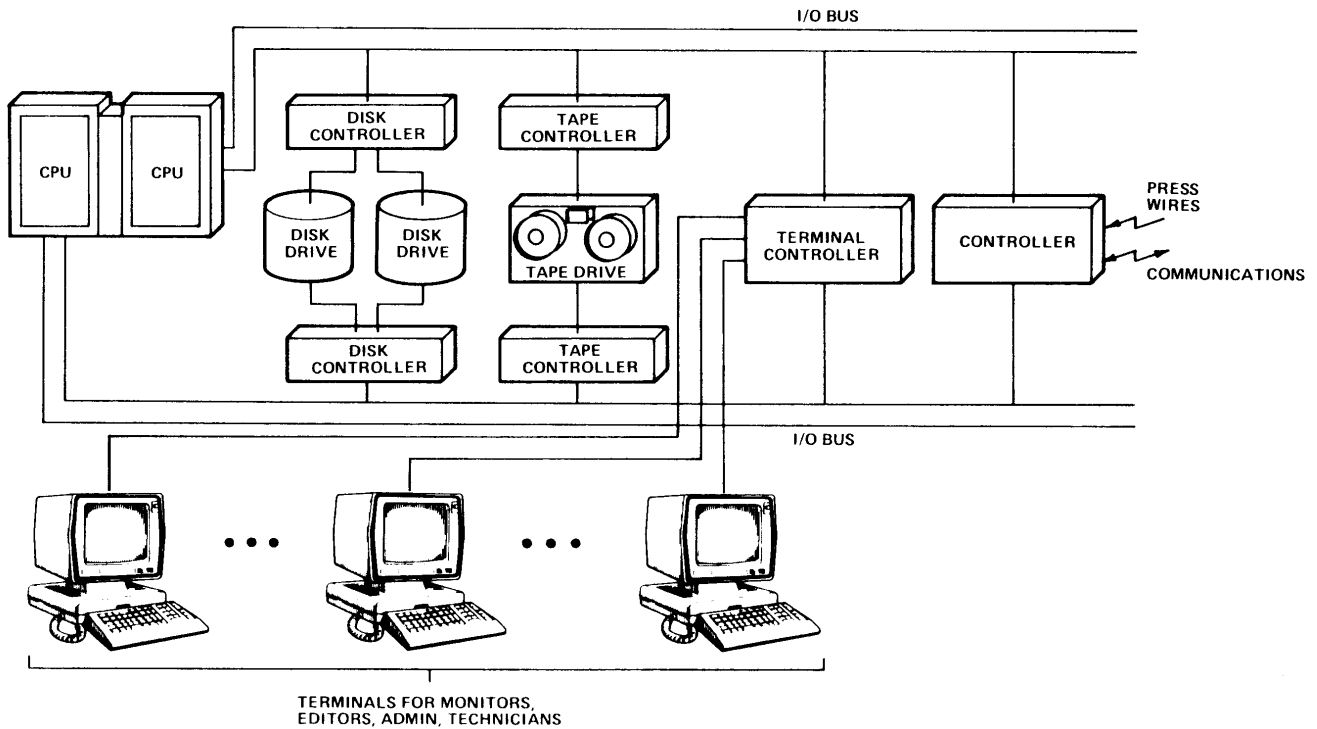 I/O BUS
CPU
CPU
DISK
CONTROLLER
TAPE
CONTROLLER
DISK
DRIVE
DISK
DRIVE
TAPE DRIVE
TERMINAL
CONTROLLER
CONTROLLER
PRESS
WIRES
COMMUNICATIONS
DISK
CONTROLLER
TAPE
CONTROLLER
I/O BUS
TERMINALS FOR MONITORS,
EDITORS, ADMIN, TECHNICIANS